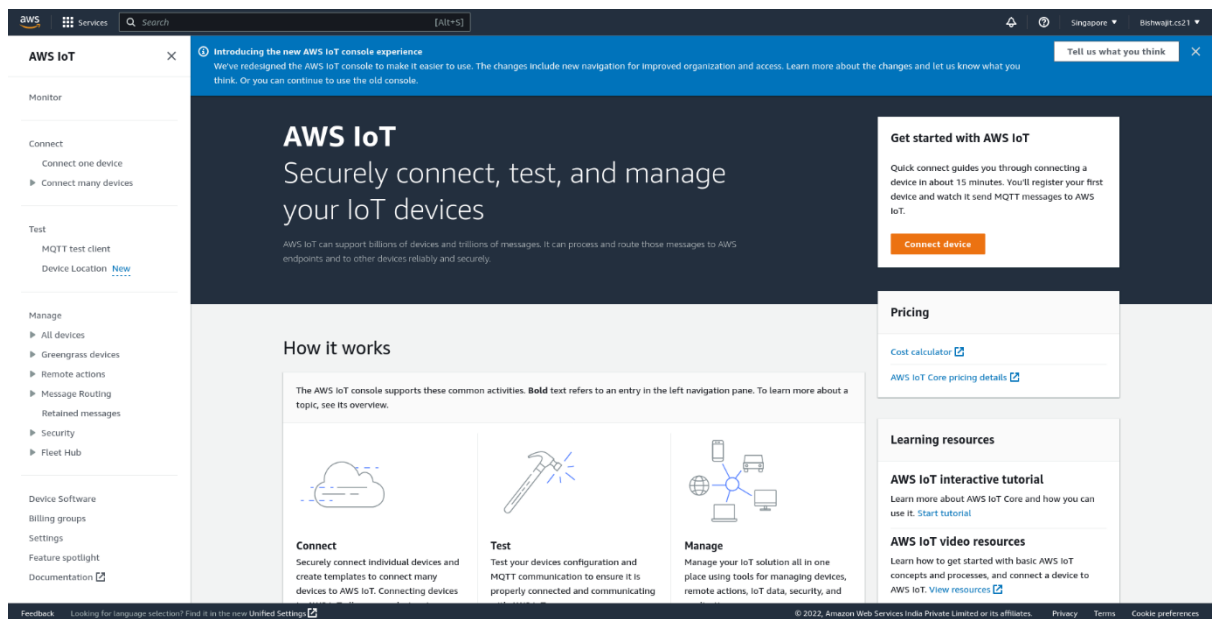 aws
Services
Search
[Alt+S]
Singapore
Bishwajit.cs21
AWS IoT
Monitor
Connect
Connect one device
Connect many devices
Test
MQTT test client
Device Location New
Manage
All devices
Greengrass devices
Remote actions
Message Routing
Retained messages
Security
Fleet Hub
Device Software
Billing groups
Settings
Feature spotlight
Documentation
Introducing the new AWS IoT console experience
We've redesigned the AWS IoT console to make it easier to use. The changes include new navigation for improved organization and access. Learn more about the changes and let us know what you
think. Or you can continue to use the old console.
Tell us what you think
AWS IoT
Securely connect, test, and manage
your IoT devices
AWS IoT can support billions of devices and trillions of messages. It can process and route those messages to AWS
endpoints and to other devices reliably and securely.
Get started with AWS IoT
Quick connect guides you through connecting a
device in about 15 minutes. You'll register your first
device and watch it send MQTT messages to AWS
IoT.
Connect device
Pricing
Cost calculator
AWS IoT Core pricing details
How it works
The AWS IoT console supports these common activities. Bold text refers to an entry in the left navigation pane. To learn more about a
topic, see its overview.
Connect
Securely connect individual devices and
create templates to connect many
devices to AWS IoT. Connecting devices
Test
Test your devices configuration and
MQTT communication to ensure it is
properly connected and communicating
Manage
Manage your IoT solution all in one
place using tools for managing devices,
remote actions, IoT data, security, and
Learning resources
AWS IoT interactive tutorial
Learn more about AWS IoT Core and how you can
use it. Start tutorial
AWS IoT video resources
Learn how to get started with basic AWS IoT
concepts and processes, and connect a device to
AWS IoT. View resources
Feedback
Looking for language selection? Find it in the new Unified Settings
© 2022, Amazon Web Services India Private Limited or its affiliates.
Privacy
Terms
Cookie preferences